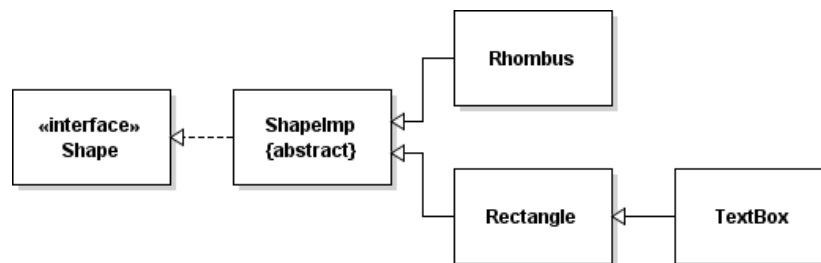 Rhombus
«interface»
Shape
ShapeImp
{abstract}
Rectangle
TextBox